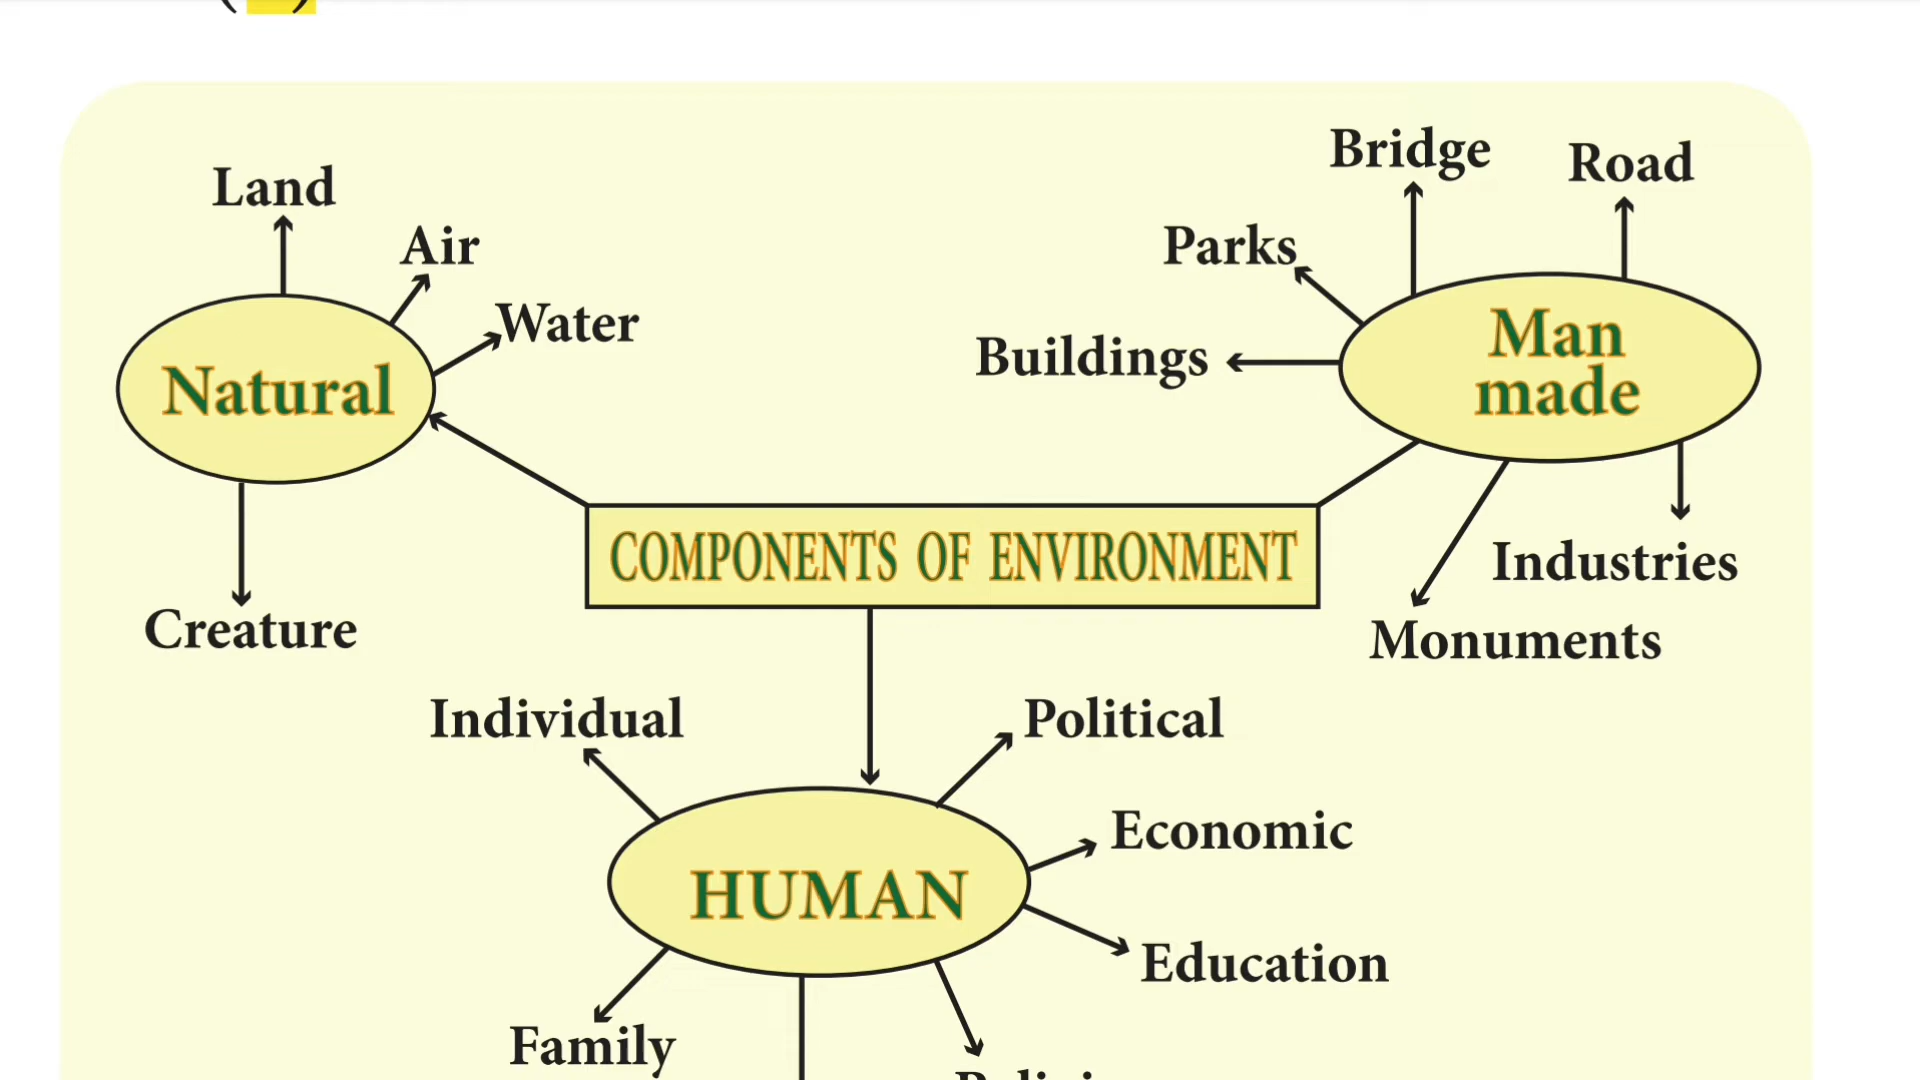 Land
Air
Water
Natural
Creature
Bridge
Road
Parks
Buildings
Man
made
Industries
Monuments
COMPONENTS OF ENVIRONMENT
Individual
Political
Economic
HUMAN
Education
Family